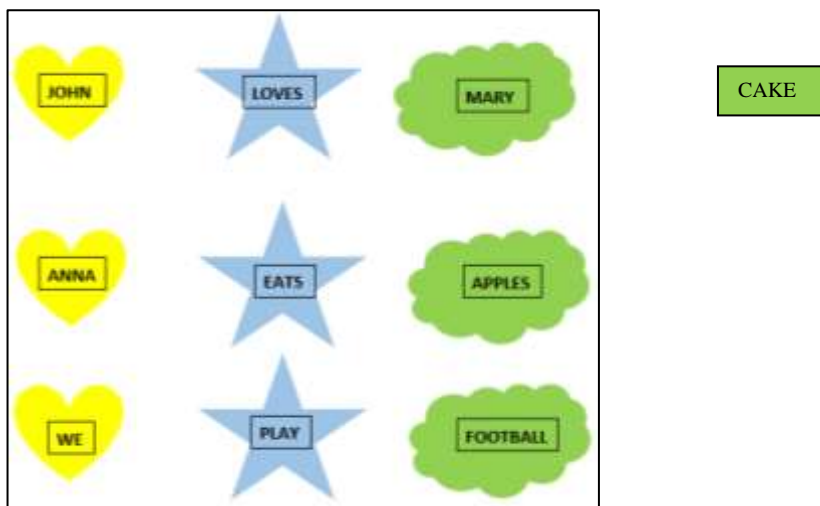 JOHN LOVES MARY
CAKE
ANNA EATS APPLES
WE PLAY FOOTBALL